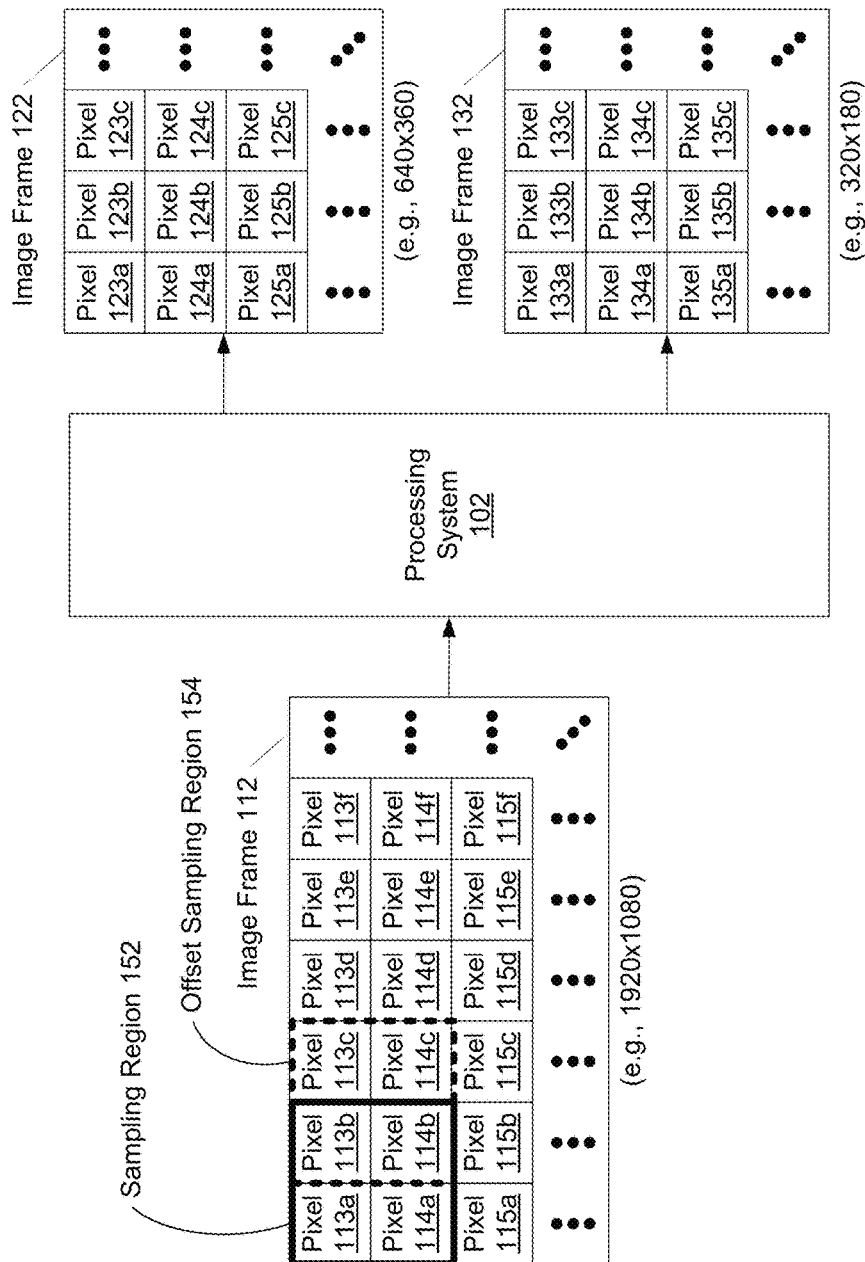 Sampling Region 152
Offset Sampling Region 154
Image Frame 112
Pixel 113a
Pixel 113b
Pixel 113c
Pixel 113d
Pixel 113e
Pixel 113f
Pixel 114a
Pixel 114b
Pixel 114c
Pixel 114d
Pixel 114e
Pixel 114f
Pixel 115a
Pixel 115b
Pixel 115c
Pixel 115d
Pixel 115e
Pixel 115f
(e.g., 1920x1080)
Processing
System
102
Image Frame 122
Pixel 123a
Pixel 123b
Pixel 123c
Pixel 124a
Pixel 124b
Pixel 124c
Pixel 125a
Pixel 125b
Pixel 125c
(e.g., 640x360)
Image Frame 132
Pixel 133a
Pixel 133b
Pixel 133c
Pixel 134a
Pixel 134b
Pixel 134c
Pixel 135a
Pixel 135b
Pixel 135c
(e.g., 320x180)